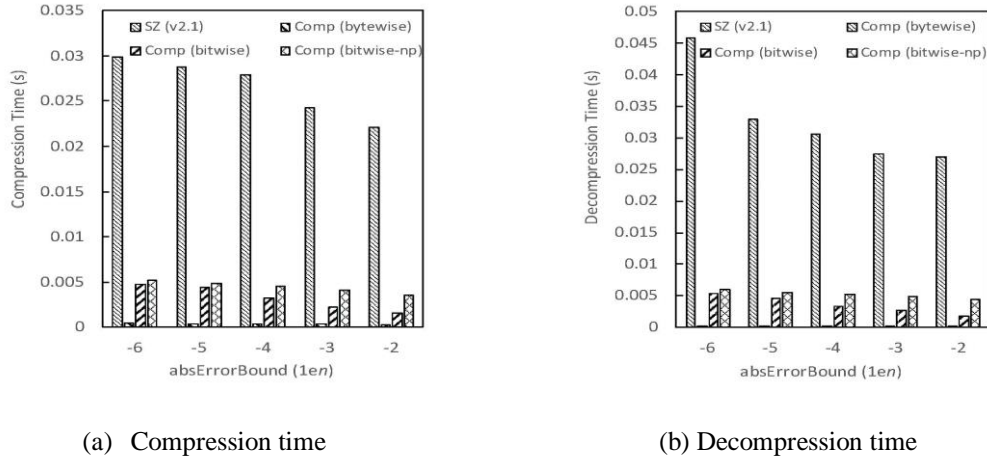 0.035
0.03
0.025
0.02
0.015
0.01
0.005
0
Compression Time (s)
SZ (v2.1)
Comp (bytewise)
Comp (bitwise)
Comp (bitwise-np)
-6 -5 -4 -3 -2
absErrorBound (1en)
(a) Compression time
0.05
0.045
0.04
0.035
0.03
0.025
0.02
0.015
0.01
0.005
0
Decompression Time (s)
SZ (v2.1)
Comp (bytewise)
Comp (bitwise)
Comp (bitwise-np)
-6 -5 -4 -3 -2
absErrorBound (1en)
(b) Decompression time